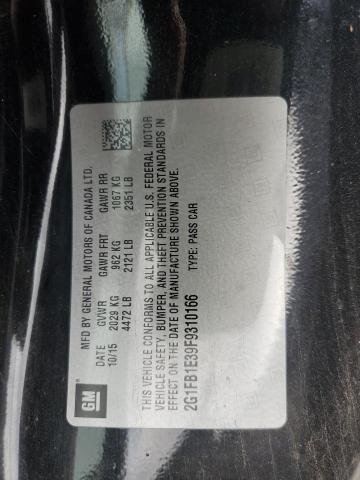 GM
MFD BY GENERAL MOTORS OF CANADA LTD.
DATE GVWR GAWR FRT GAWR RR
10/15 2029 KG 962 KG 1067 KG
4472 LB 2121 LB 2351 LB
THIS VEHICLE CONFORMS TO ALL APPLICABLE U.S. FEDERAL MOTOR
VEHICLE SAFETY, BUMPER, AND THEFT PREVENTION STANDARDS IN
EFFECT ON THE DATE OF MANUFACTURE SHOWN ABOVE.
2G1FB1E39F9310166 TYPE: PASS CAR